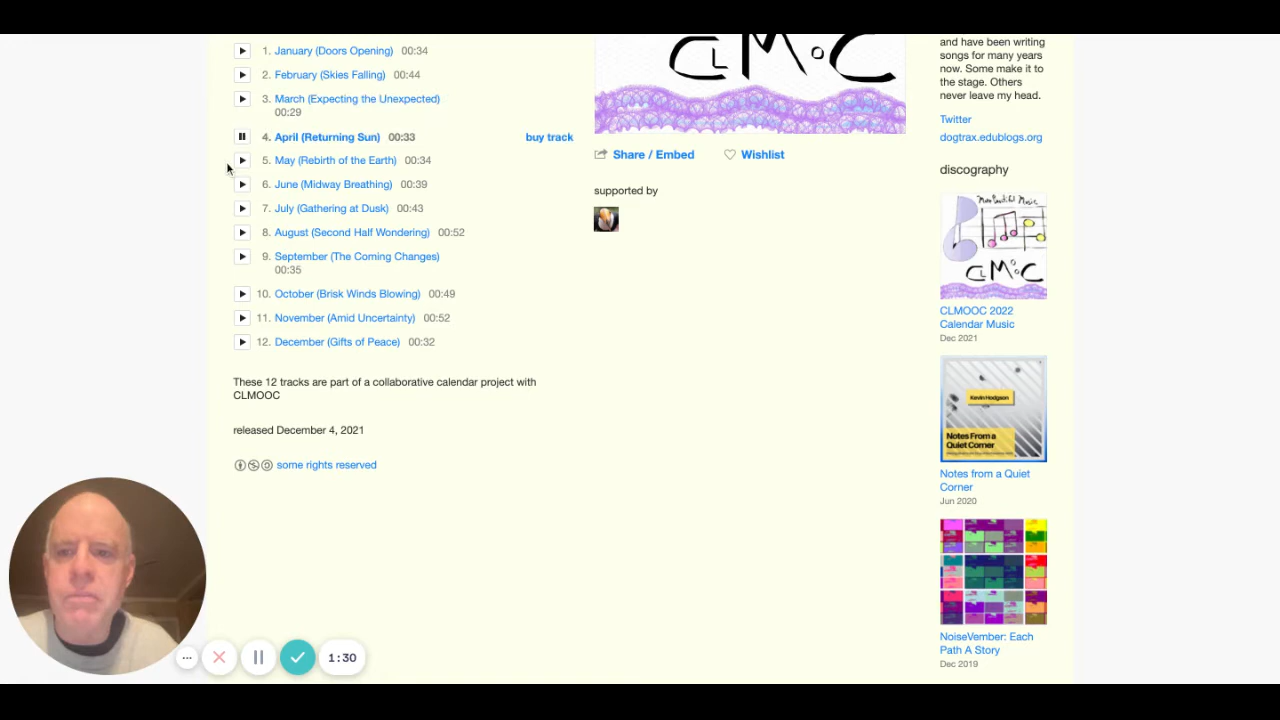 1. January (Doors Opening) 00:34
2. February (Skies Falling) 00:44
3. March (Expecting the Unexpected)
00:29
4. April (Returning Sun) 00:33 buy track
5. May (Rebirth of the Earth) 00:34
6. June (Midway Breathing) 00:39
7. July (Gathering at Dusk) 00:43
8. August (Second Half Wondering) 00:52
9. September (The Coming Changes)
00:35
10. October (Brisk Winds Blowing) 00:49
11. November (Amid Uncertainty) 00:52
12. December (Gifts of Peace) 00:32
These 12 tracks are part of a collaborative calendar project with
CLMOOC
released December 4, 2021
some rights reserved
1:30
CLMoC
Share / Embed Wishlist
supported by
and have been writing
songs for many years
now. Some make it to
the stage. Others
never leave my head.
Twitter
dogtrax.edublogs.org
discography
CLMoC
CLMOOC 2022
Calendar Music
Dec 2021
Kevin Hodgson
Notes From a
Quiet Corner
Notes from a Quiet
Corner
Jun 2020
NoiseVember: Each
Path A Story
Dec 2019